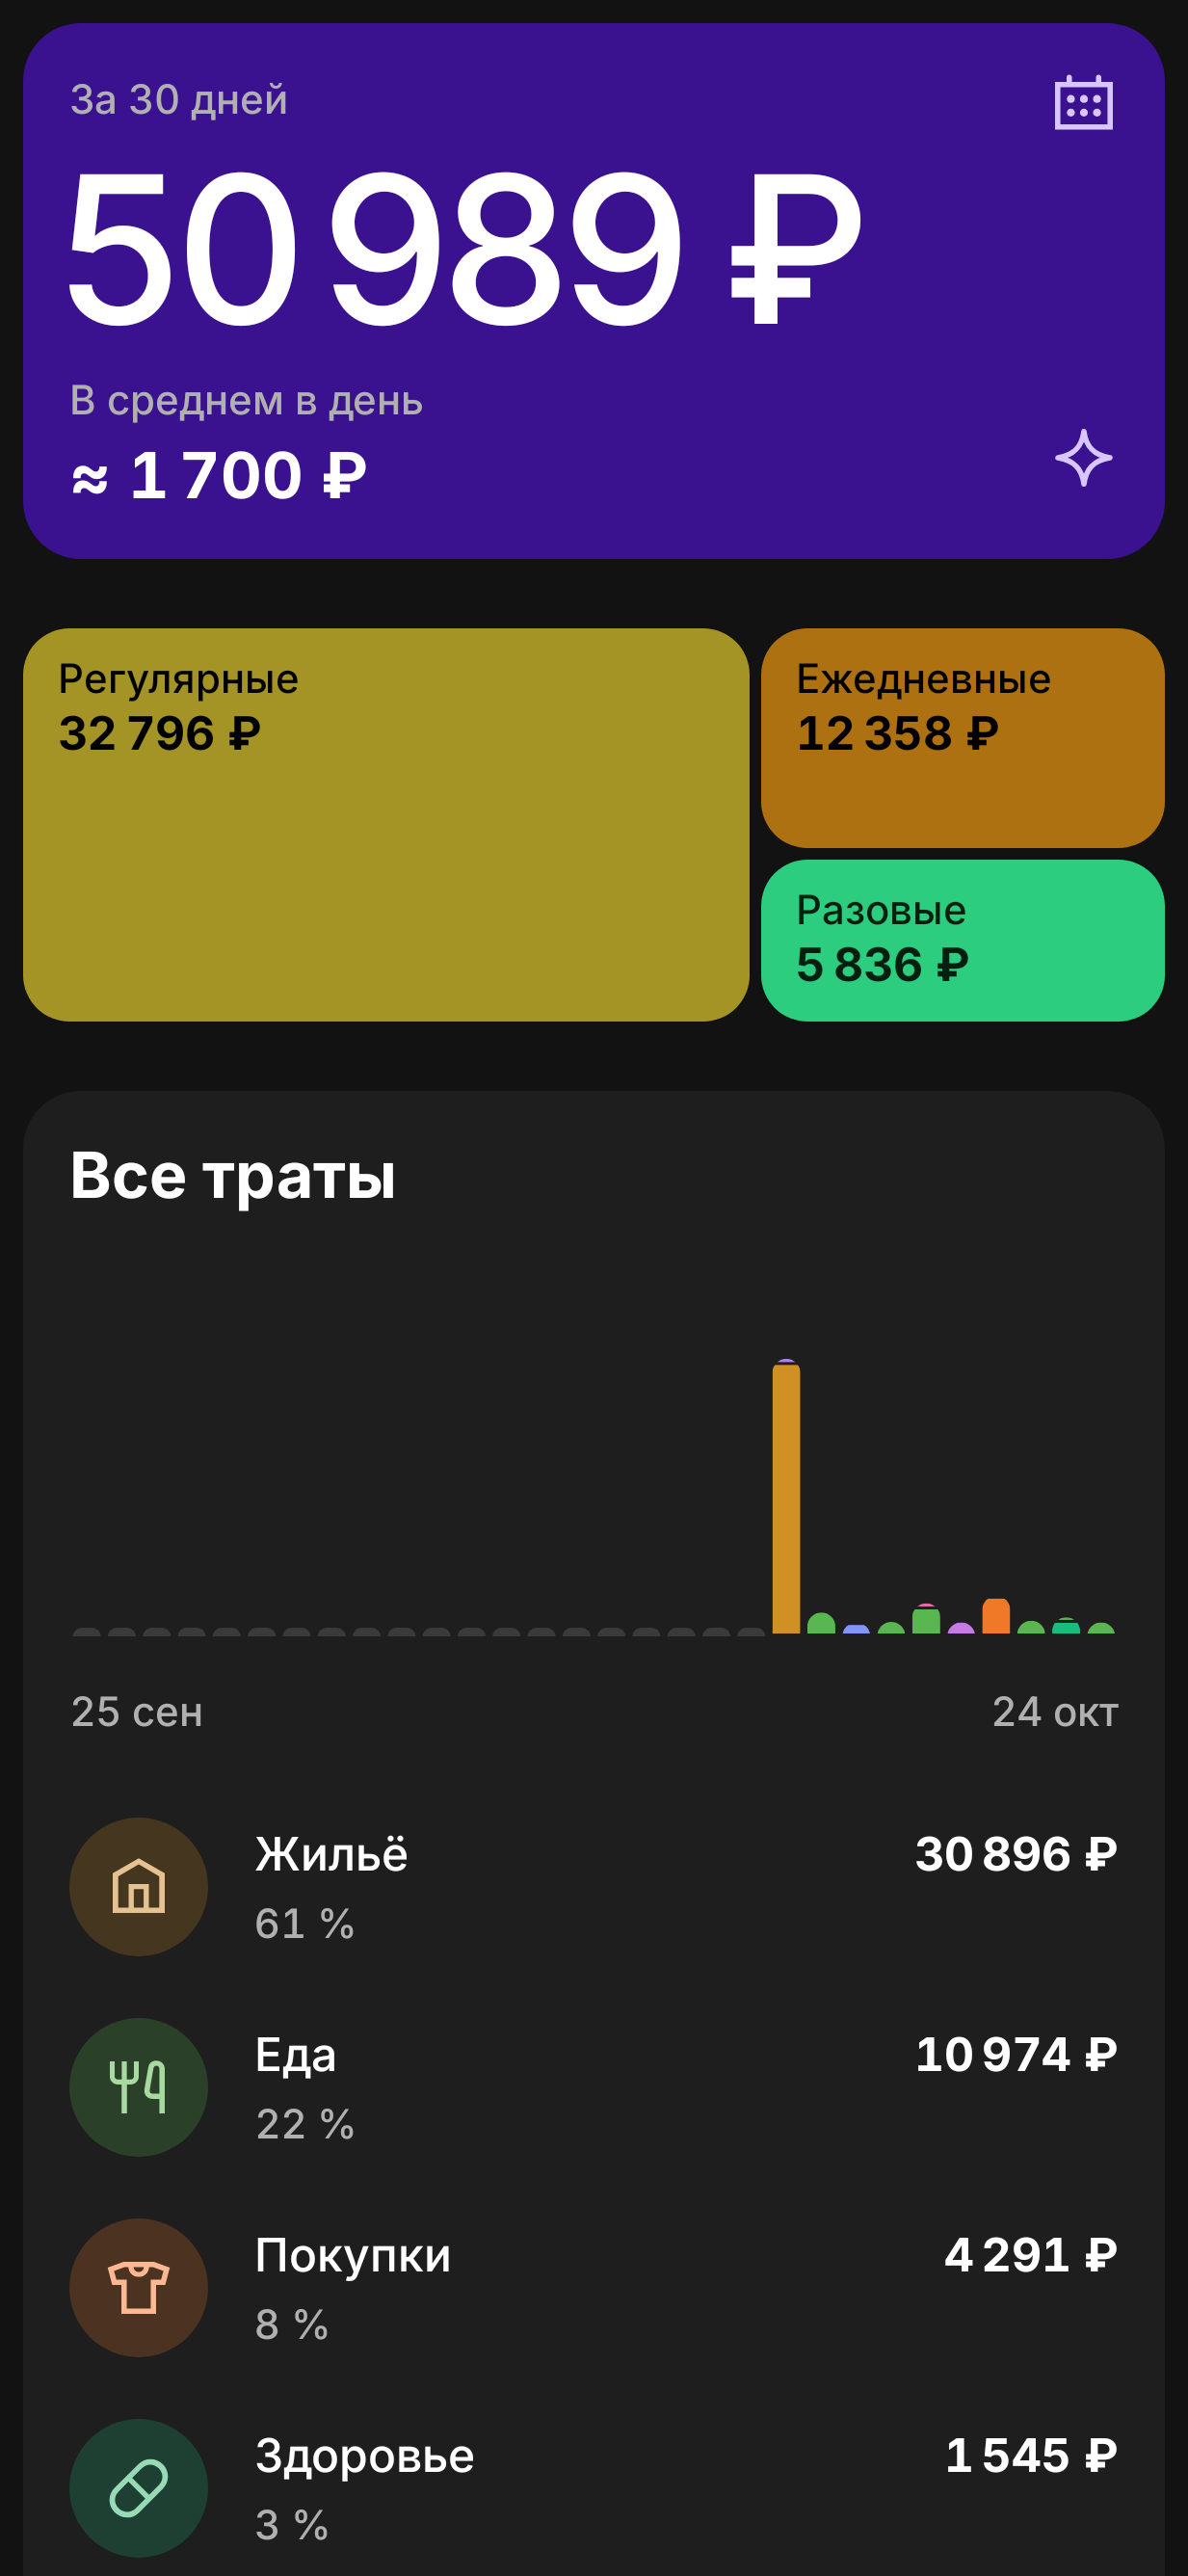 За 30 дней
50 989 ₽
В среднем в день
≈ 1 700 ₽
Регулярные
32 796 ₽
Ежедневные
12 358 ₽
Разовые
5 836 ₽
Все траты
25 сен
24 окт
Жильё
30 896 ₽
61 %
Еда
10 974 ₽
22 %
Покупки
4 291 ₽
8 %
Здоровье
1 545 ₽
3 %